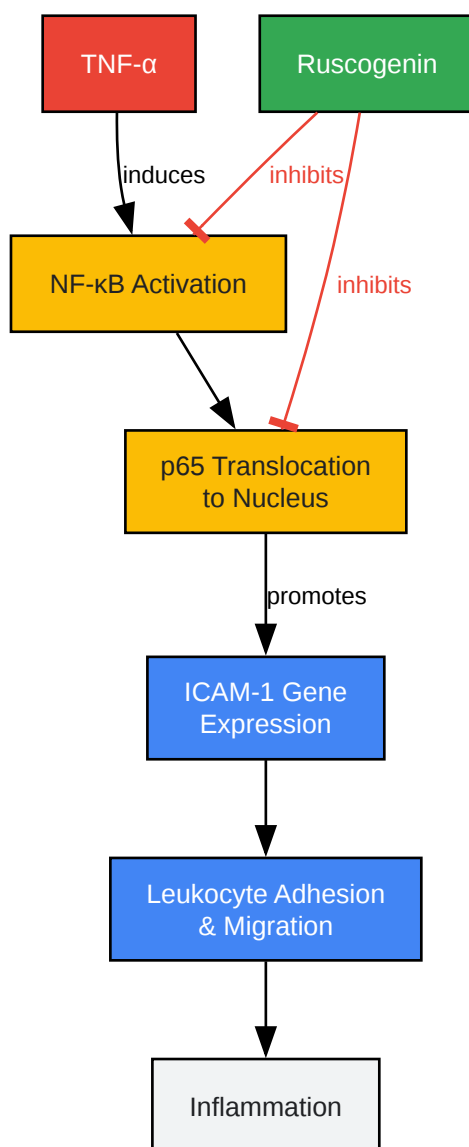 TNF-α
Ruscogenin
induces
inhibits
NF-κB Activation
inhibits
p65 Translocation
to Nucleus
promotes
ICAM-1 Gene
Expression
Leukocyte Adhesion
& Migration
Inflammation